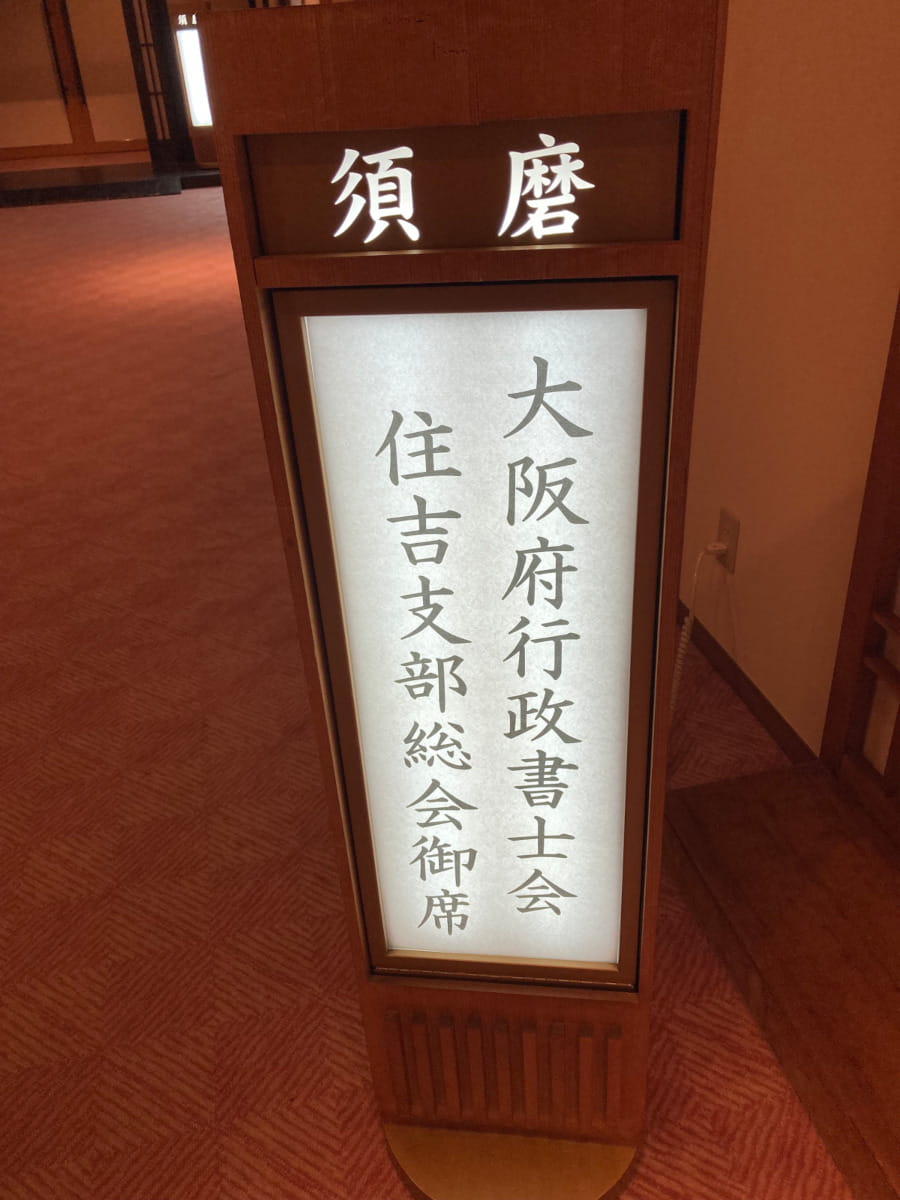 須磨
大阪府行政書士会
住吉支部総会御席